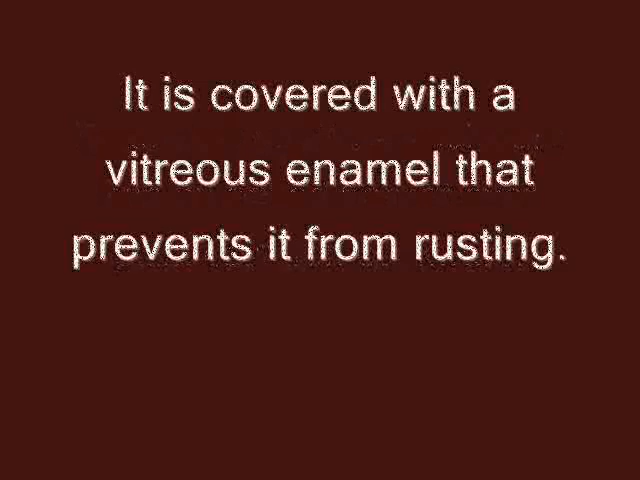 It is covered with a
vitreous enamel that
prevents it from rusting.